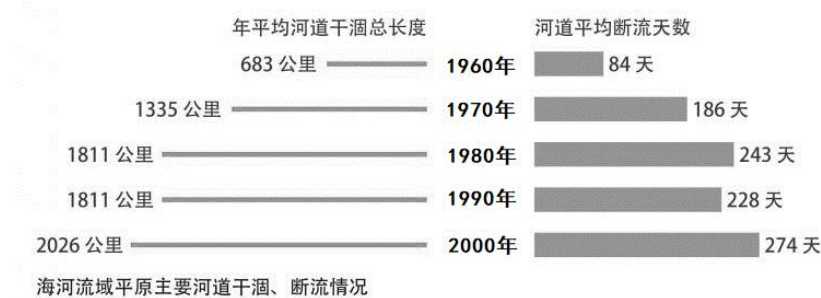 年平均河道干涸总长度 河道平均断流天数
683 公里 1960年 84 天
1335 公里 1970年 186 天
1811 公里 1980年 243 天
1811 公里 1990年 228 天
2026 公里 2000年 274 天
海河流域平原主要河道干涸、断流情况